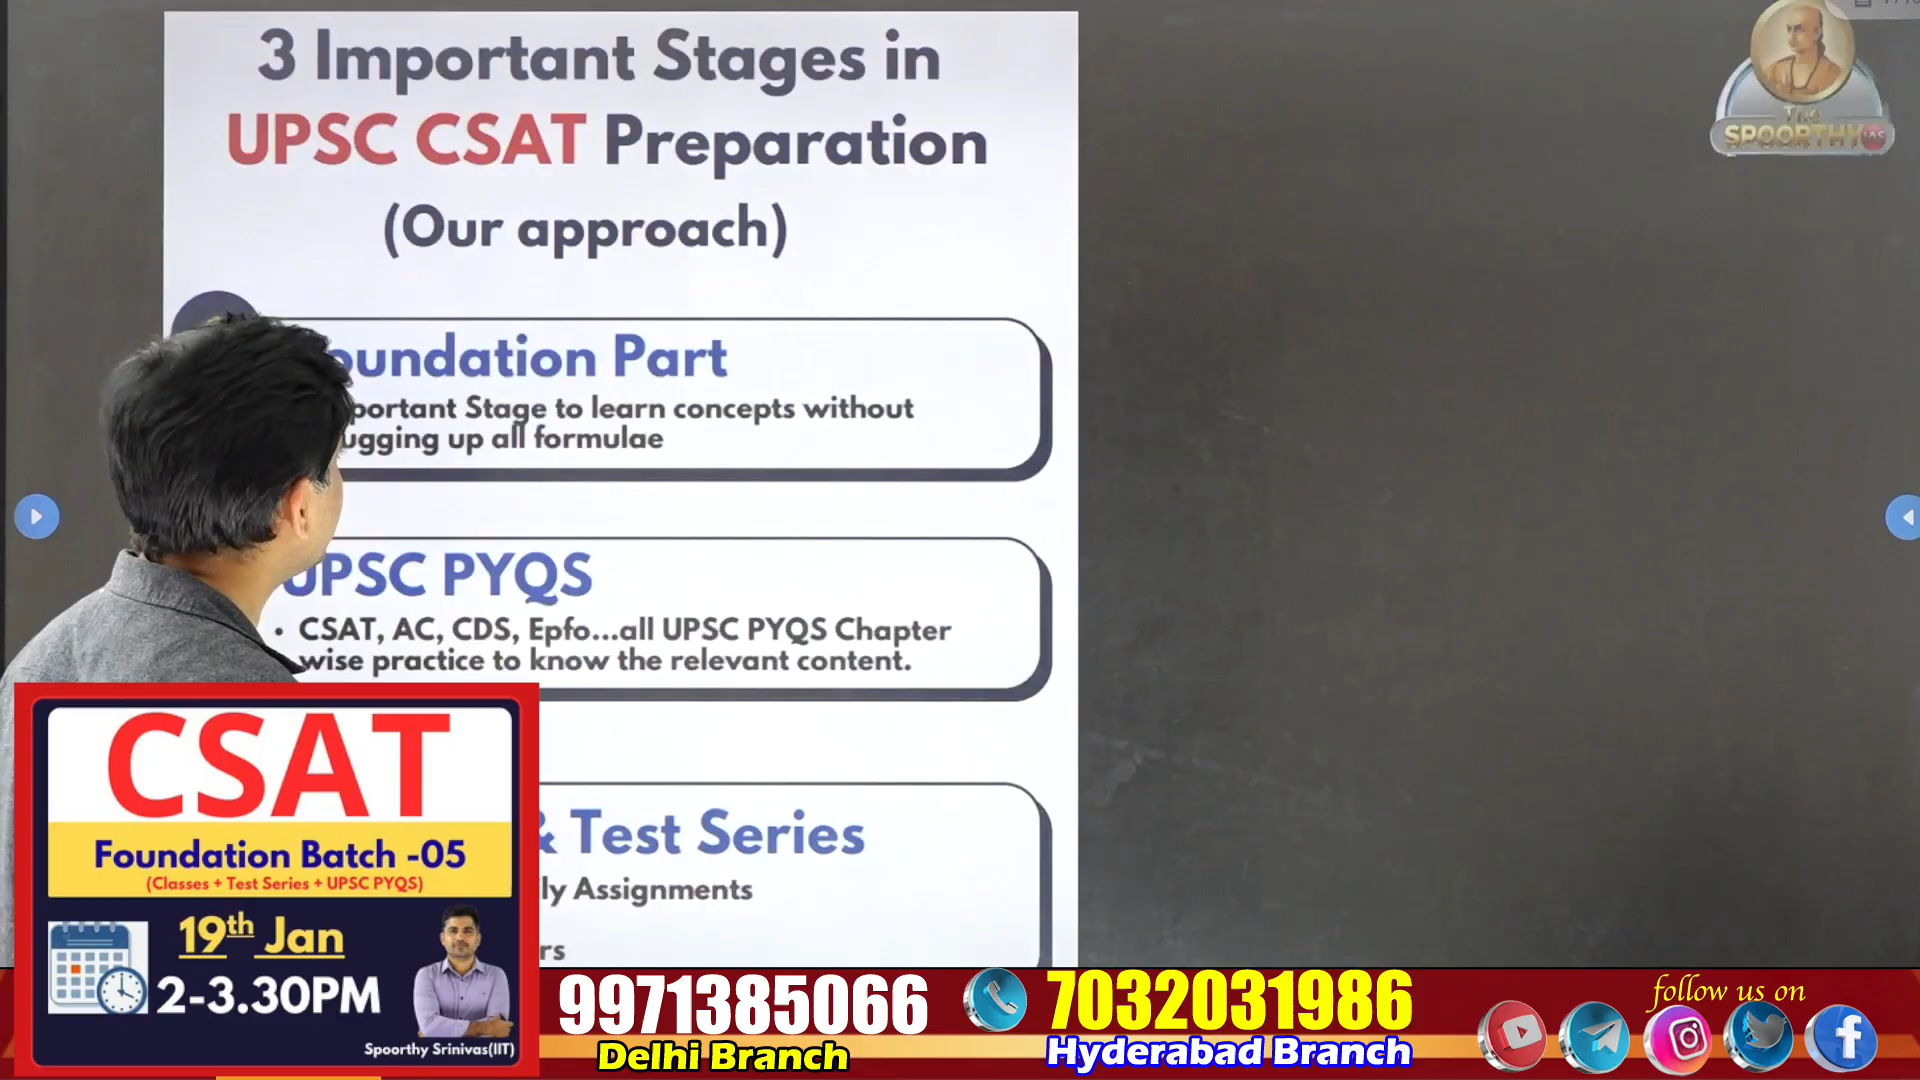 3 Important Stages in
UPSC CSAT Preparation
(Our approach)
oundation Part
portant Stage to learn concepts without
ugging up all formulae
UPSC PYQS
• CSAT, AC, CDS, Epfo...all UPSC PYQS Chapter
wise practice to know the relevant content.
& Test Series
ly Assignments
rs
The
SPOORTHY IAS
CSAT
Foundation Batch -05
(Classes + Test Series + UPSC PYQS)
19th Jan
2-3.30PM
Spoorthy Srinivas(IIT)
9971385066
Delhi Branch
7032031986
Hyderabad Branch
follow us on